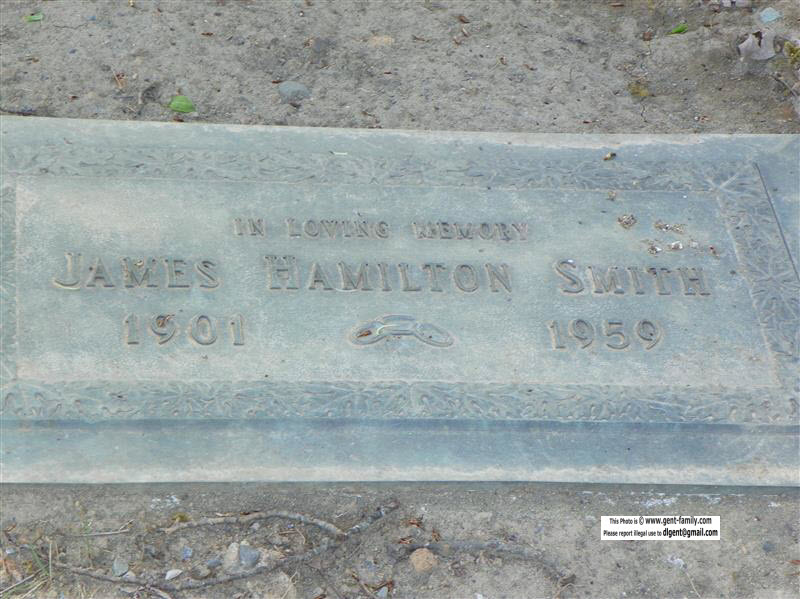 IN LOVING MEMORY
JAMES HAMILTON SMITH
1901 1959
This Photo is © www.gent-family.com
Please report illegal use to dlgent@gmail.com